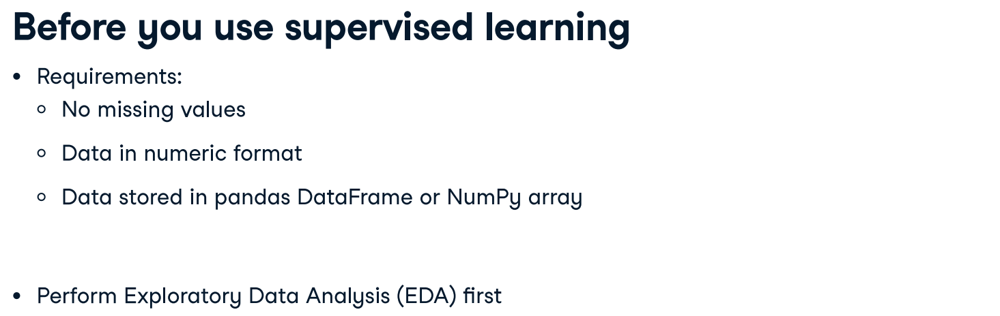 Before you use supervised learning
• Requirements:
○ No missing values
○ Data in numeric format
○ Data stored in pandas DataFrame or NumPy array
• Perform Exploratory Data Analysis (EDA) first